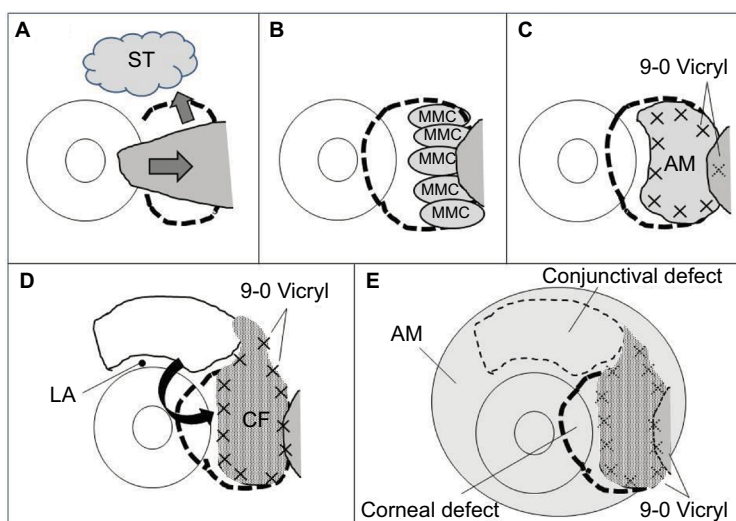 A
ST
B
MMC
MMC
MMC
MMC
MMC
C
9-0 Vicryl
AM
D
9-0 Vicryl
LA
CF
E
Conjunctival defect
AM
Corneal defect
9-0 Vicryl